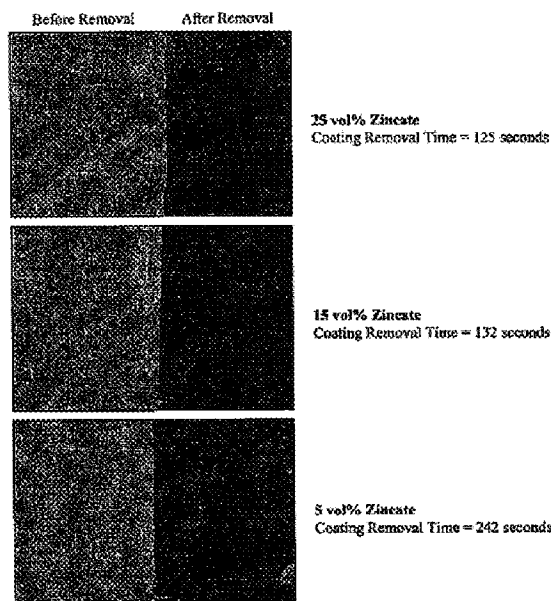 Before Removal After Removal
25 vol% Zincate
Coating Removal Time = 125 seconds
15 vol% Zincate
Coating Removal Time = 132 seconds
5 vol% Zincate
Coating Removal Time = 242 seconds